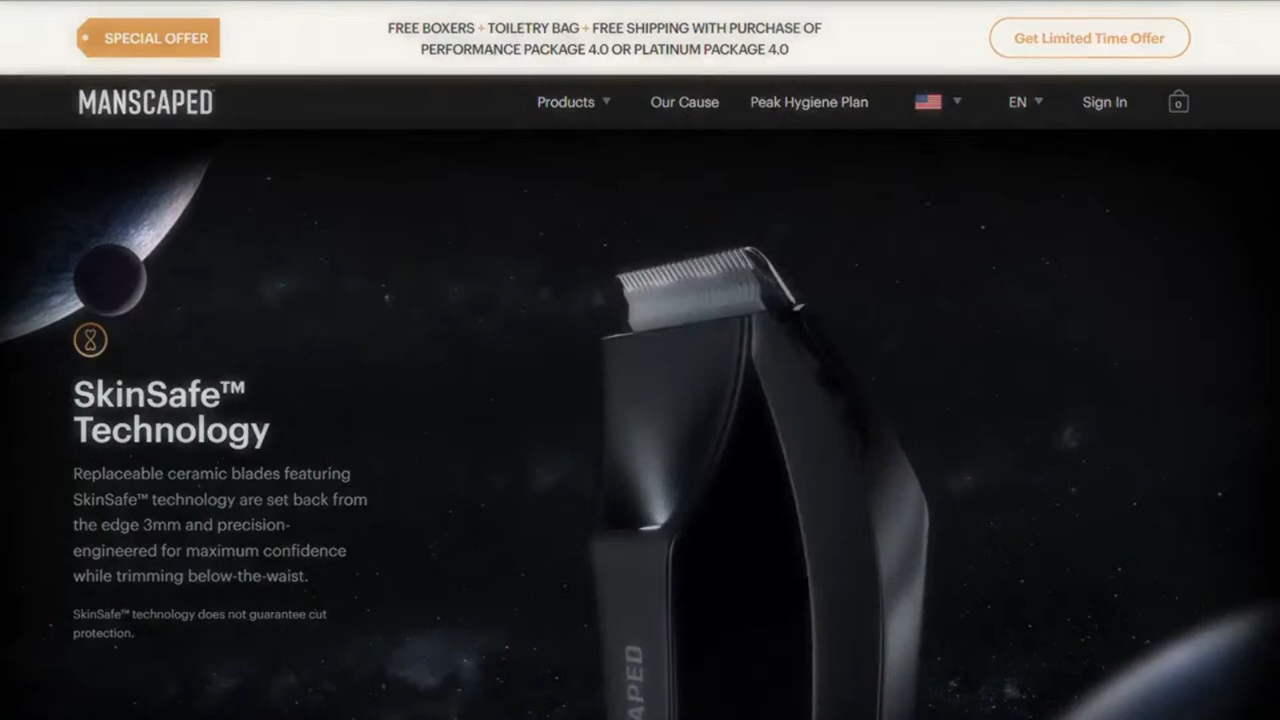 SPECIAL OFFER
FREE BOXERS + TOILETRY BAG + FREE SHIPPING WITH PURCHASE OF
PERFORMANCE PACKAGE 4.0 OR PLATINUM PACKAGE 4.0
Get Limited Time Offer
MANSCAPED
Products
Our Cause
Peak Hygiene Plan
EN
Sign In
0
SkinSafe™
Technology
Replaceable ceramic blades featuring
SkinSafe™ technology are set back from
the edge 3mm and precision-
engineered for maximum confidence
while trimming below-the-waist.
SkinSafe™ technology does not guarantee cut
protection.
APED